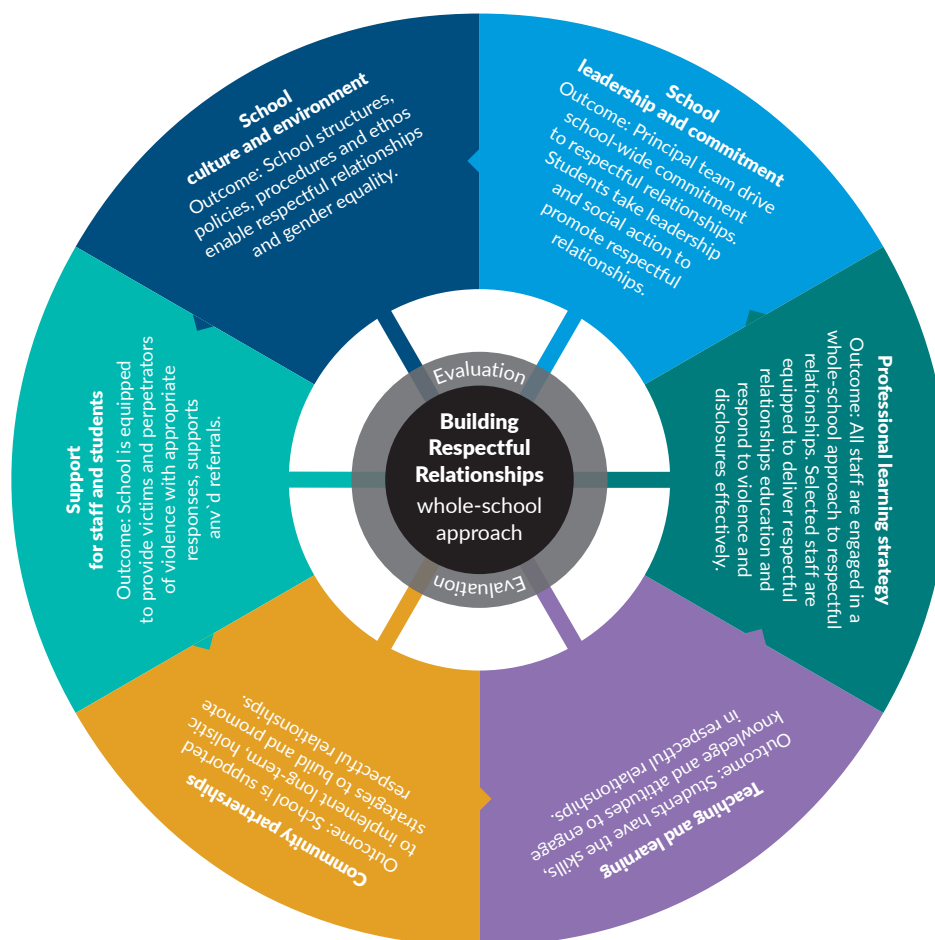 School
culture and environment
Outcome: School structures,
policies, procedures and ethos
enable respectful relationships
and gender equality.
School
leadership and commitment
Outcome: Principal team drive
school-wide commitment
to respectful relationships.
Students take leadership
and social action to
promote respectful
relationships.
Professional learning strategy
Outcome: All staff are engaged in a
whole-school approach to respectful
relationships. Selected staff are
equipped to deliver respectful
relationships education and
respond to violence and
disclosures effectively.
Teaching and learning
Outcome: Students have the skills,
knowledge and attitudes to engage
in respectful relationships.
Community partnerships
Outcome: School is supported
to implement long-term, holistic
strategies to build and promote
respectful relationships.
Support
for staff and students
Outcome: School is equipped
to provide victims and perpetrators
of violence with appropriate
responses, supports
anv`d referrals.
Evaluation
Building
Respectful
Relationships
whole-school
approach
Evaluation